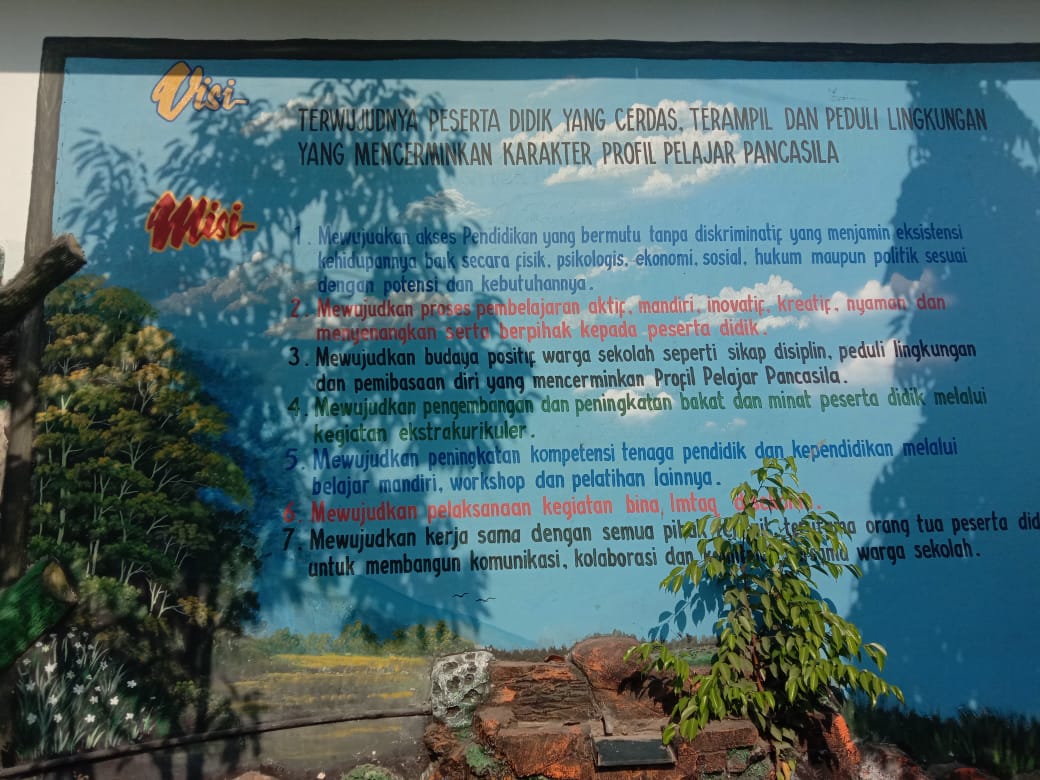 Visi
TERWUJUDNYA PESERTA DIDIK YANG CERDAS, TERAMPIL DAN PEDULI LINGKUNGAN
YANG MENCERMINKAN KARAKTER PROFIL PELAJAR PANCASILA
Misi
1. Mewujudkan akses Pendidikan yang bermutu tanpa diskriminatif yang menjamin eksistensi
kehidupannya baik secara fisik, psikologis, ekonomi, sosial, hukum maupun politik sesuai
dengan potensi dan kebutuhannya.
2. Mewujudkan proses pembelajaran aktif, mandiri, inovatif, kreatif, nyaman dan
menyenangkan serta berpihak kepada peserta didik.
3. Mewujudkan budaya positif warga sekolah seperti sikap disiplin, peduli lingkungan
dan pemibasaan diri yang mencerminkan Profil Pelajar Pancasila.
4. Mewujudkan pengembangan dan peningkatan bakat dan minat peserta didik melalui
kegiatan ekstrakurikuler.
5. Mewujudkan peningkatan kompetensi tenaga pendidik dan kependidikan melalui
belajar mandiri, workshop dan pelatihan lainnya.
6. Mewujudkan pelaksanaan kegiatan bina, Imtaq
7. Mewujudkan kerja sama dengan semua orang tua peserta did
untuk membangun komunikasi, kolaborasi dan warga sekolah.